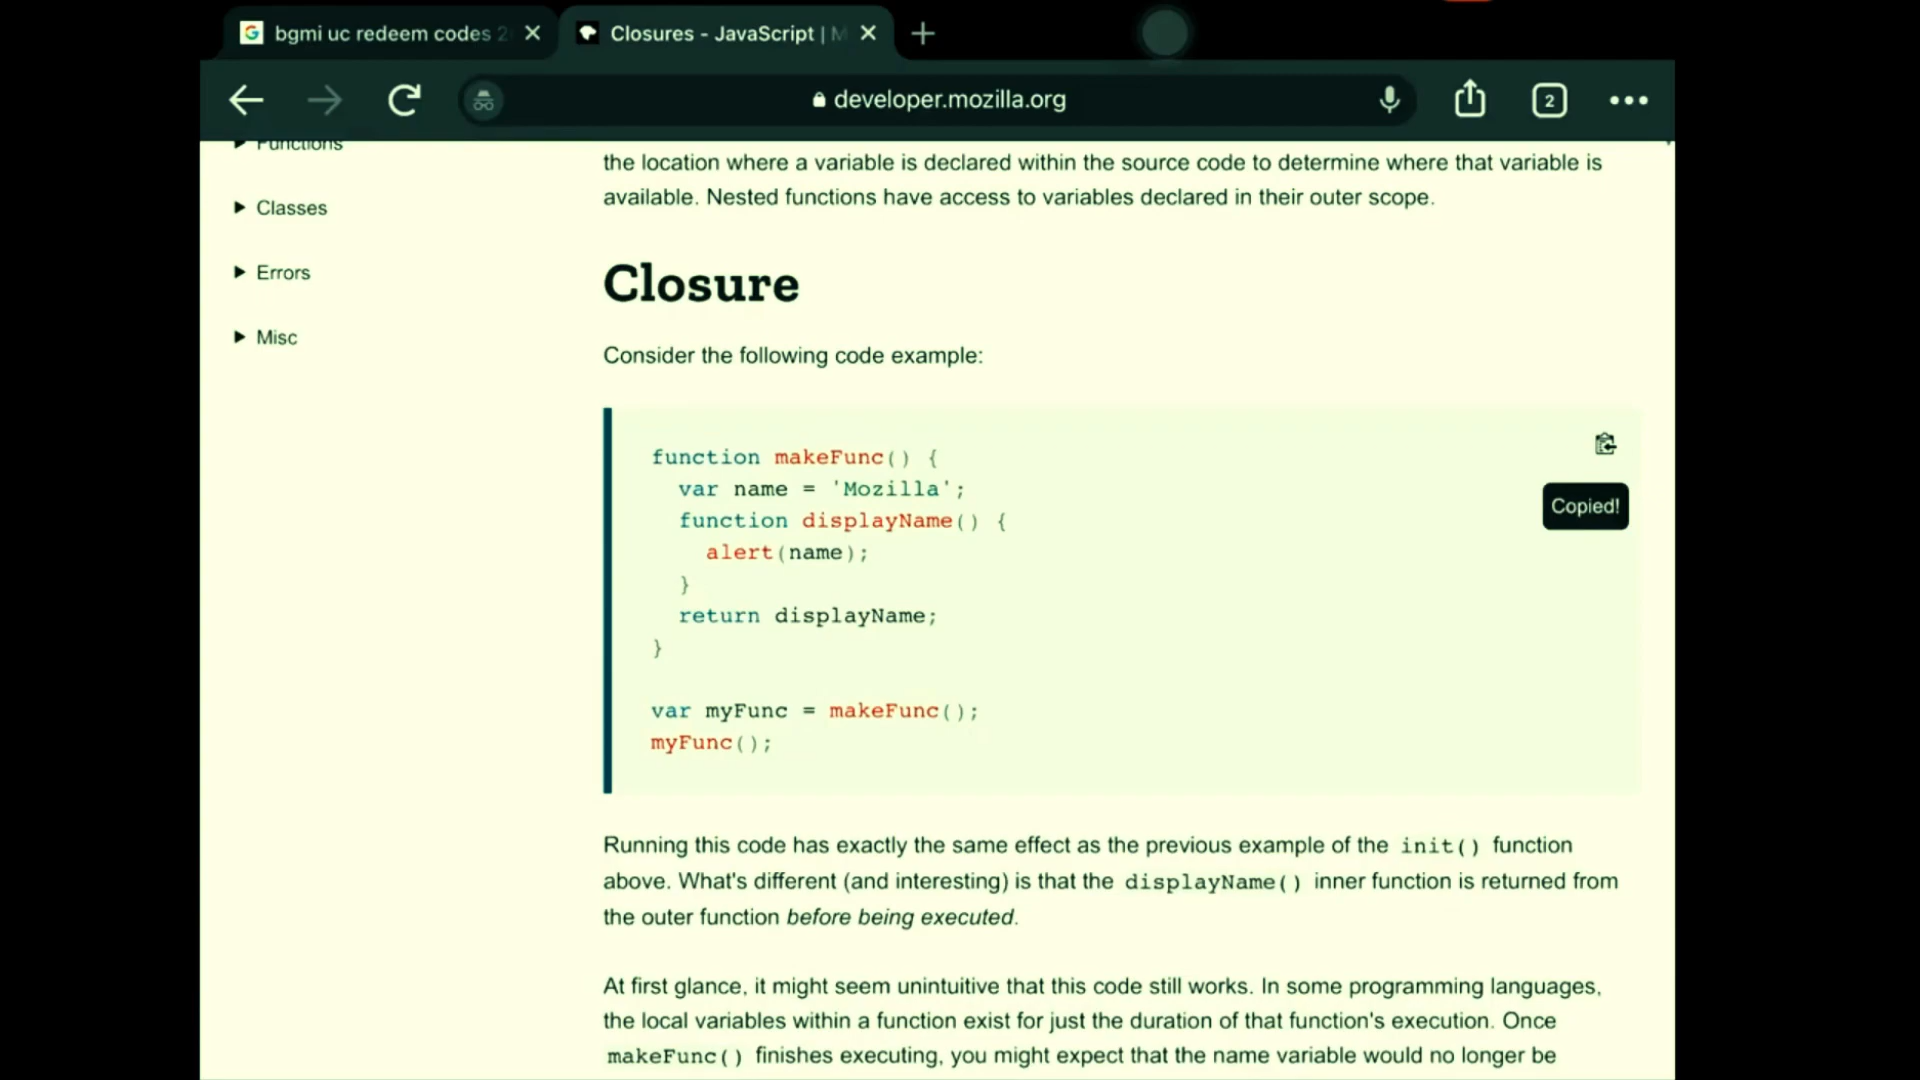 bgmi uc redeem codes 2
Closures - JavaScript | M
developer.mozilla.org
2
Functions
Classes
Errors
Misc
the location where a variable is declared within the source code to determine where that variable is
available. Nested functions have access to variables declared in their outer scope.
Closure
Consider the following code example:
function makeFunc() {
  var name = 'Mozilla';
  function displayName() {
    alert(name);
  }
  return displayName;
}
var myFunc = makeFunc();
myFunc();
Copied!
Running this code has exactly the same effect as the previous example of the init() function
above. What's different (and interesting) is that the displayName() inner function is returned from
the outer function before being executed.
At first glance, it might seem unintuitive that this code still works. In some programming languages,
the local variables within a function exist for just the duration of that function's execution. Once
makeFunc() finishes executing, you might expect that the name variable would no longer be